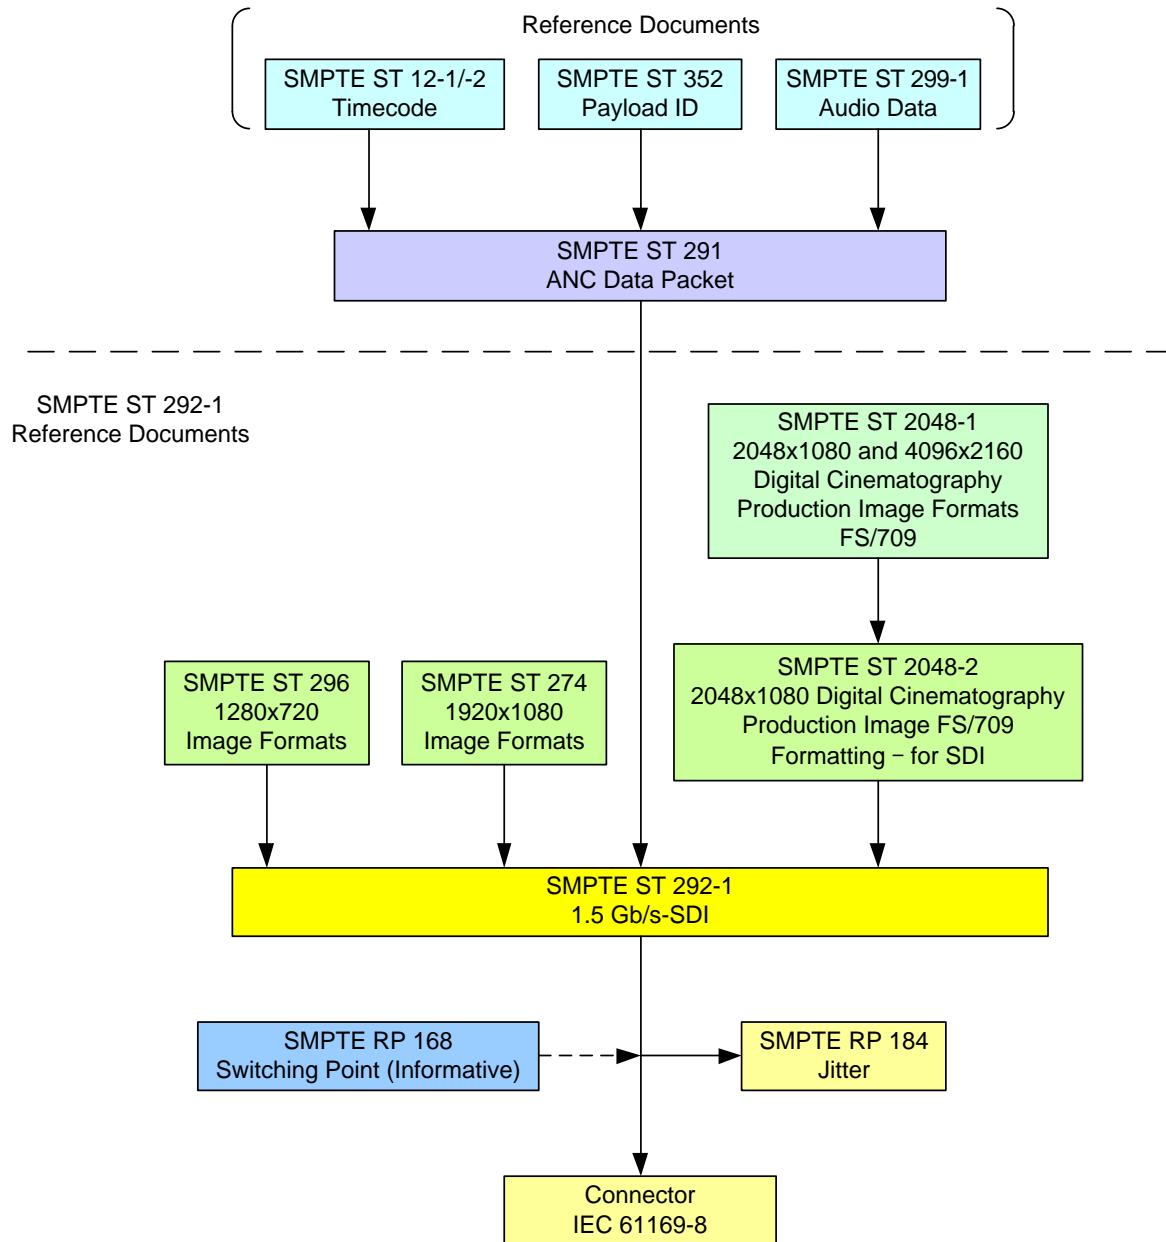 Reference Documents
SMPTE ST 12-1/-2
Timecode
SMPTE ST 352
Payload ID
SMPTE ST 299-1
Audio Data
SMPTE ST 291
ANC Data Packet
SMPTE ST 292-1
Reference Documents
SMPTE ST 2048-1
2048x1080 and 4096x2160
Digital Cinematography
Production Image Formats
FS/709
SMPTE ST 296
1280x720
Image Formats
SMPTE ST 274
1920x1080
Image Formats
SMPTE ST 2048-2
2048x1080 Digital Cinematography
Production Image FS/709
Formatting – for SDI
SMPTE ST 292-1
1.5 Gb/s-SDI
SMPTE RP 168
Switching Point (Informative)
SMPTE RP 184
Jitter
Connector
IEC 61169-8